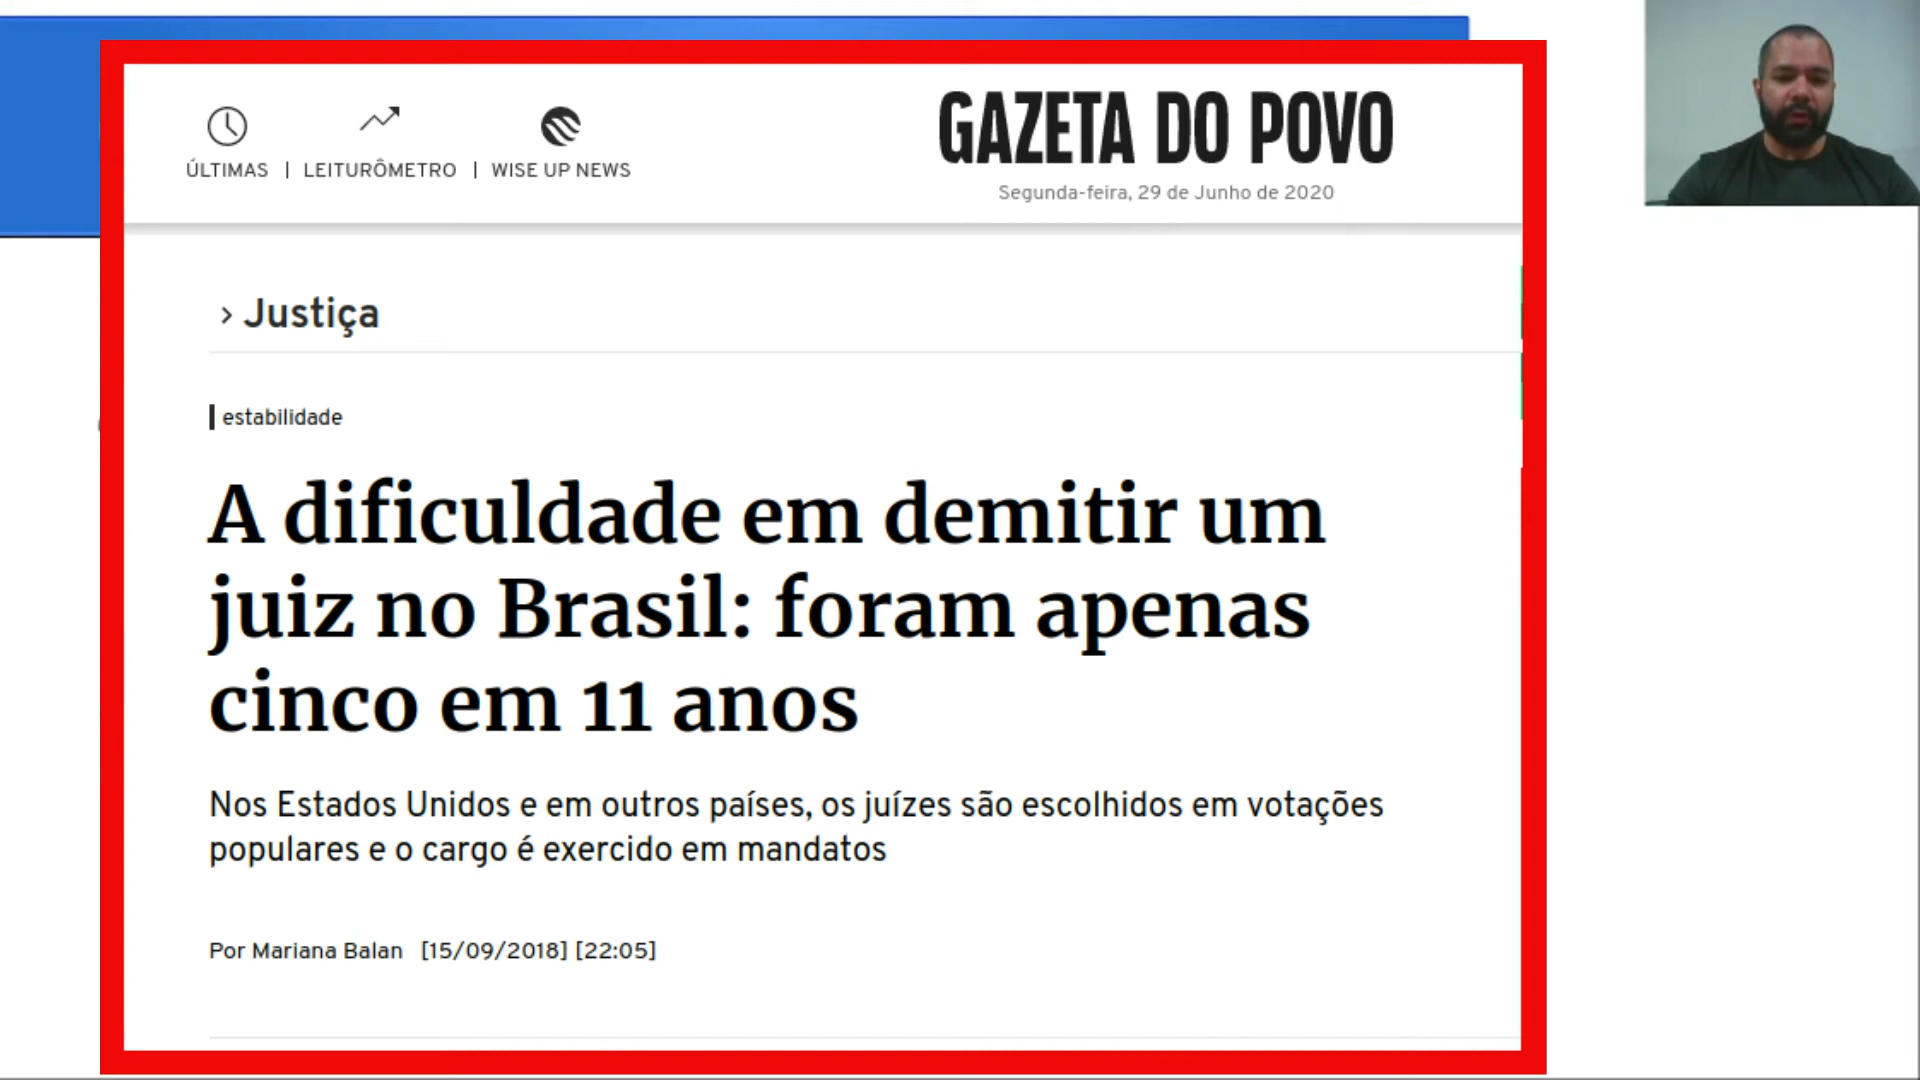 ÚLTIMAS | LEITURÔMETRO | WISE UP NEWS
GAZETA DO POVO
Segunda-feira, 29 de Junho de 2020
› Justiça
estabilidade
A dificuldade em demitir um
juiz no Brasil: foram apenas
cinco em 11 anos
Nos Estados Unidos e em outros países, os juízes são escolhidos em votações
populares e o cargo é exercido em mandatos
Por Mariana Balan [15/09/2018] [22:05]